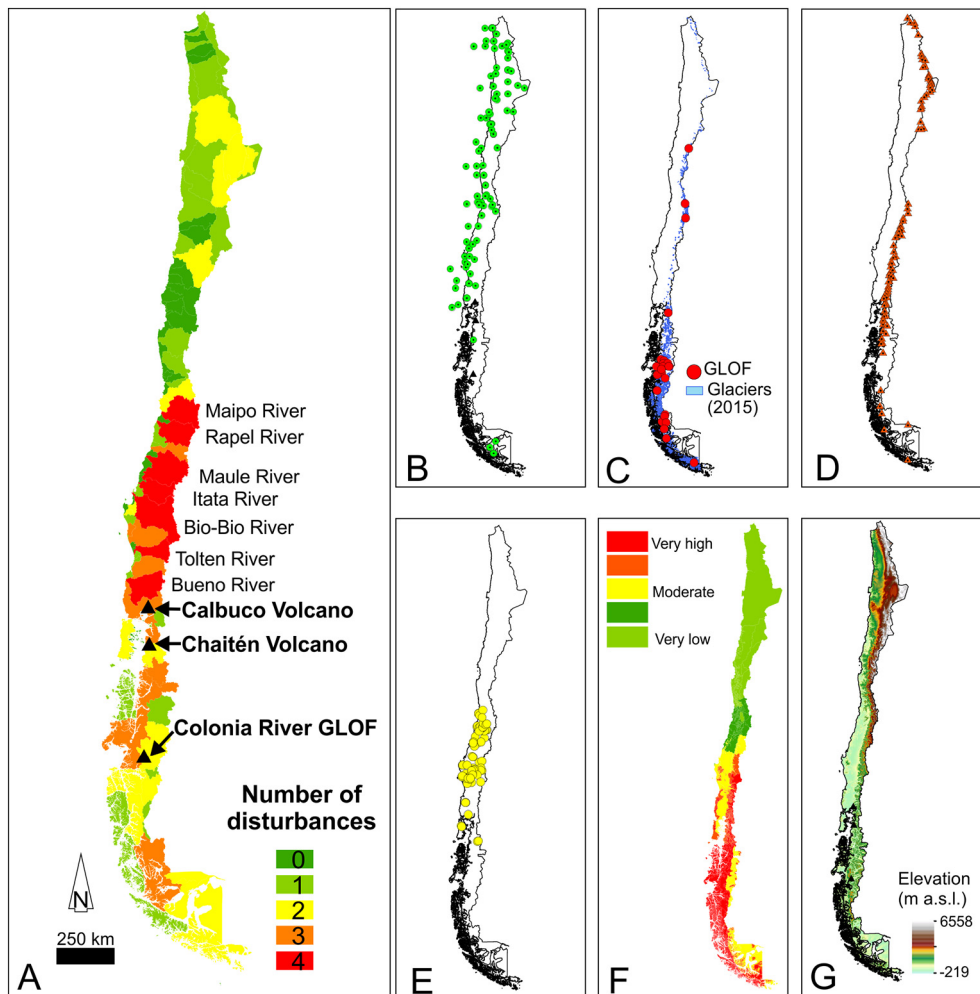 Maipo River
Rapel River
Maule River
Itata River
Bio-Bio River
Tolten River
Bueno River
Calbuco Volcano
Chaitén Volcano
Colonia River GLOF
Number of
disturbances
0
1
2
3
4
N
250 km
A
B
GLOF
Glaciers
(2015)
C
D
E
Very high
Moderate
Very low
F
Elevation
(m a.s.l.)
6558
-219
G